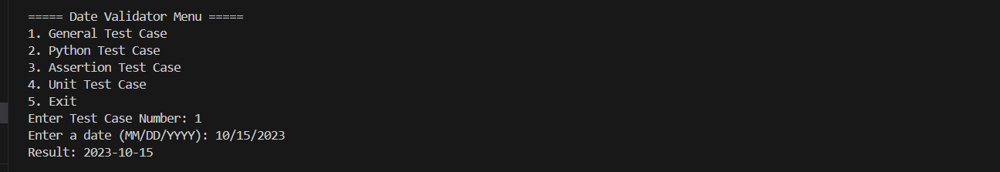 ===== Date Validator Menu =====
1. General Test Case
2. Python Test Case
3. Assertion Test Case
4. Unit Test Case
5. Exit
Enter Test Case Number: 1
Enter a date (MM/DD/YYYY): 10/15/2023
Result: 2023-10-15